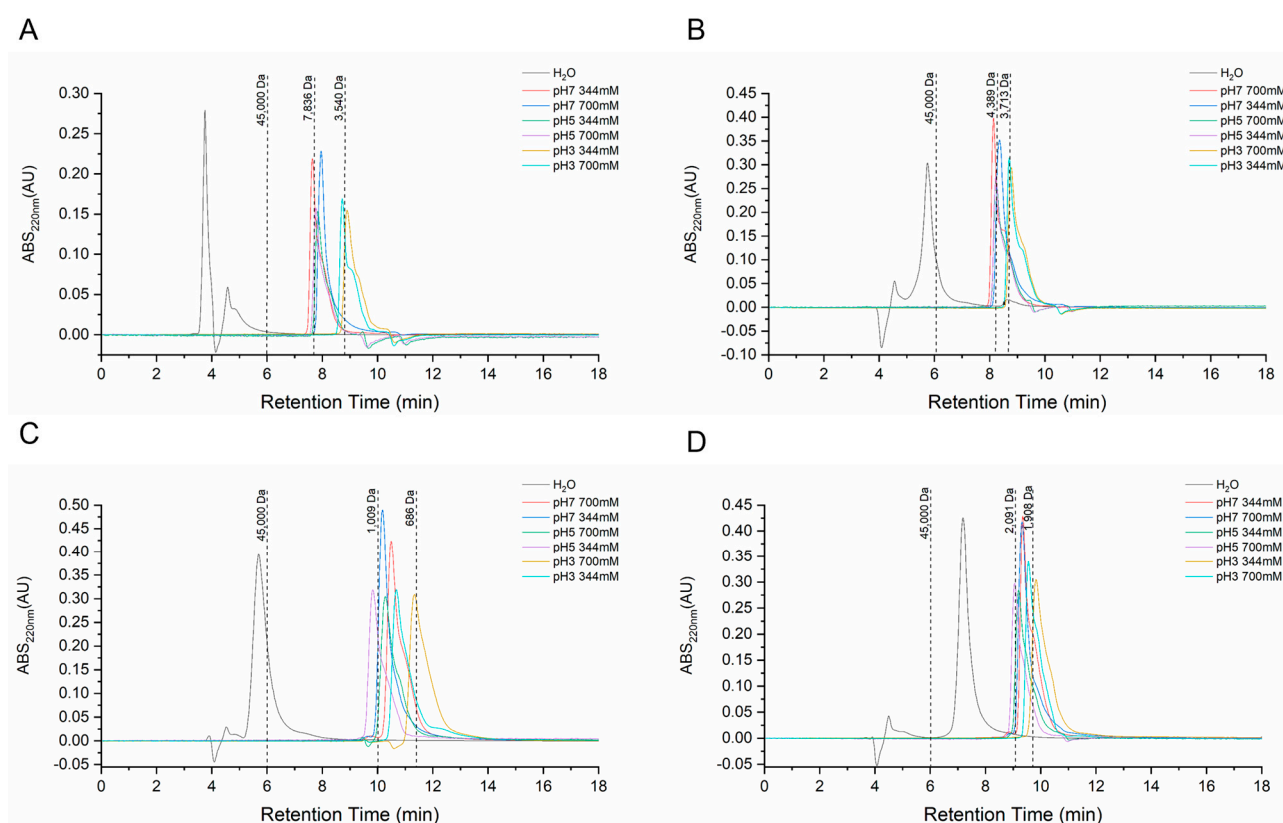 A
45,000 Da
7,836 Da
3,540 Da
H2O
pH7 344mM
pH7 700mM
pH5 344mM
pH5 700mM
pH3 344mM
pH3 700mM
0.30
0.25
0.20
0.15
0.10
0.05
0.00
ABS220nm(AU)
0 2 4 6 8 10 12 14 16 18
Retention Time (min)
B
45,000 Da
4,389 Da
3,713 Da
H2O
pH7 700mM
pH7 344mM
pH5 700mM
pH5 344mM
pH3 700mM
pH3 344mM
0.45
0.40
0.35
0.30
0.25
0.20
0.15
0.10
0.05
0.00
-0.05
-0.10
ABS220nm(AU)
0 2 4 6 8 10 12 14 16 18
Retention Time (min)
C
45,000 Da
1,009 Da
686 Da
H2O
pH7 700mM
pH7 344mM
pH5 700mM
pH5 344mM
pH3 700mM
pH3 344mM
0.50
0.45
0.40
0.35
0.30
0.25
0.20
0.15
0.10
0.05
0.00
-0.05
ABS220nm(AU)
0 2 4 6 8 10 12 14 16 18
Retention Time (min)
D
45,000 Da
2,091 Da
1,908 Da
H2O
pH7 344mM
pH7 700mM
pH5 344mM
pH5 700mM
pH3 344mM
pH3 700mM
0.45
0.40
0.35
0.30
0.25
0.20
0.15
0.10
0.05
0.00
-0.05
ABS220nm(AU)
0 2 4 6 8 10 12 14 16 18
Retention Time (min)